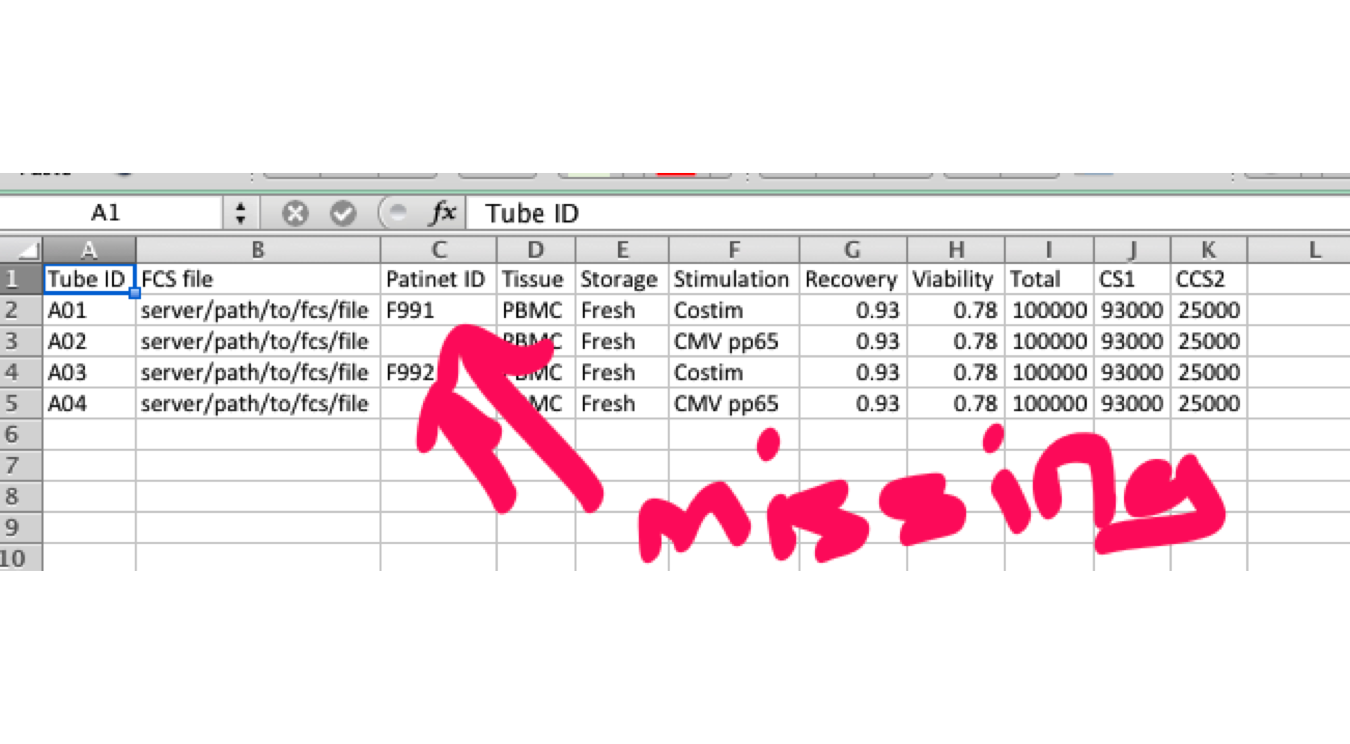 A1 fx Tube ID
A B C D E F G H I J K L
1 Tube ID FCS file Patinet ID Tissue Storage Stimulation Recovery Viability Total CS1 CCS2
2 A01 server/path/to/fcs/file F991 PBMC Fresh Costim 0.93 0.78 100000 93000 25000
3 A02 server/path/to/fcs/file PBMC Fresh CMV pp65 0.93 0.78 100000 93000 25000
4 A03 server/path/to/fcs/file F992 PBMC Fresh Costim 0.93 0.78 100000 93000 25000
5 A04 server/path/to/fcs/file PBMC Fresh CMV pp65 0.93 0.78 100000 93000 25000
6
7
8
9
10
missing